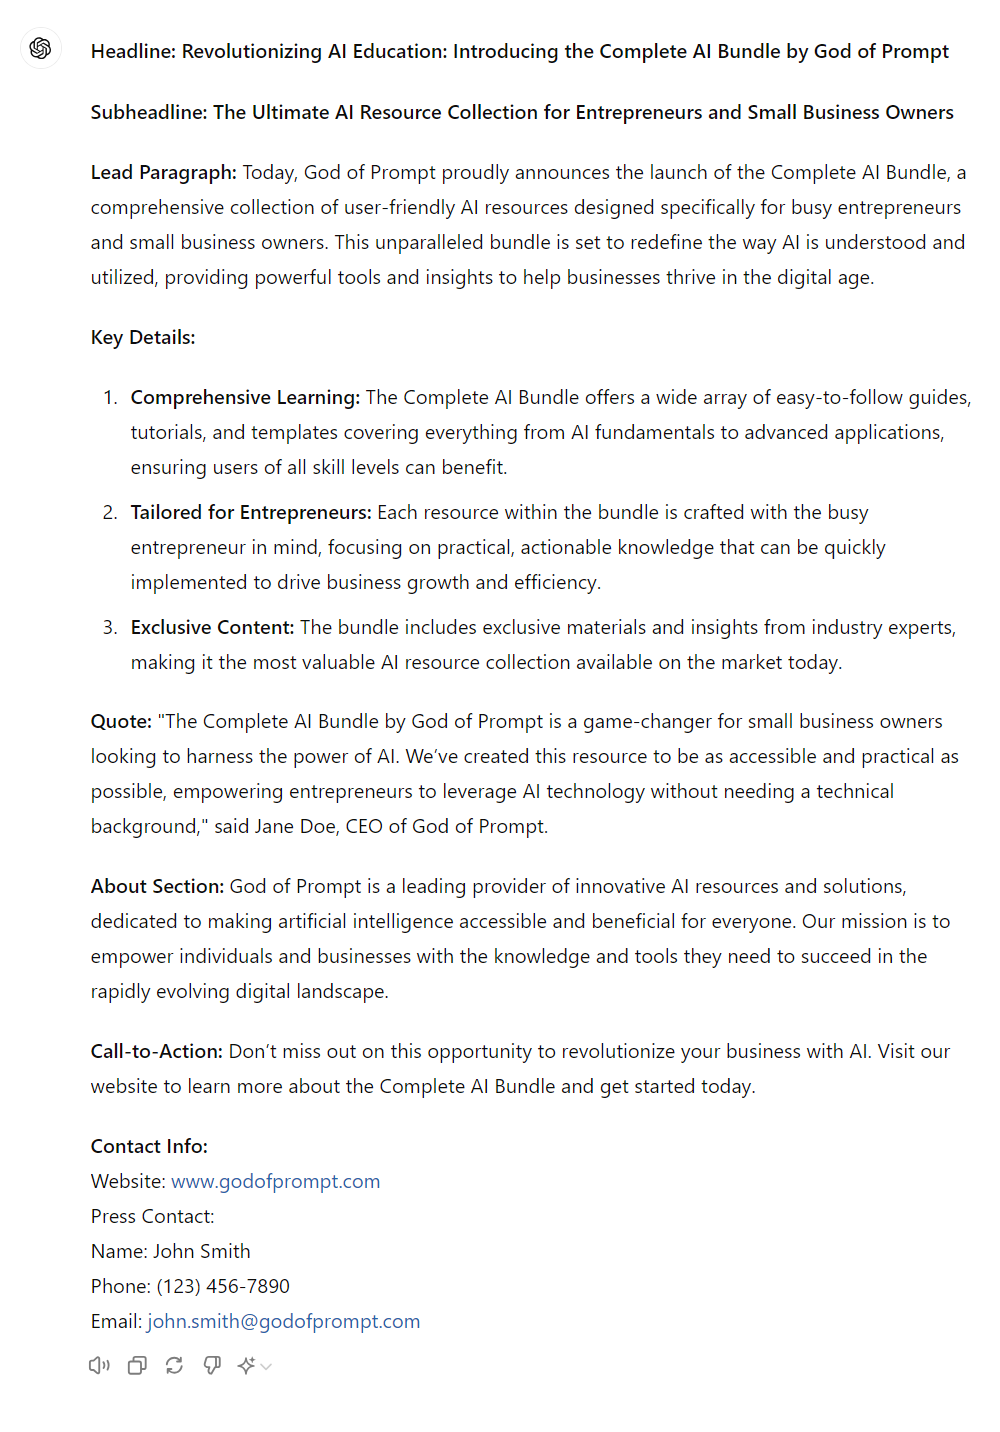 Headline: Revolutionizing AI Education: Introducing the Complete AI Bundle by God of Prompt
Subheadline: The Ultimate AI Resource Collection for Entrepreneurs and Small Business Owners
Lead Paragraph: Today, God of Prompt proudly announces the launch of the Complete AI Bundle, a
comprehensive collection of user-friendly AI resources designed specifically for busy entrepreneurs
and small business owners. This unparalleled bundle is set to redefine the way AI is understood and
utilized, providing powerful tools and insights to help businesses thrive in the digital age.
Key Details:
1. Comprehensive Learning: The Complete AI Bundle offers a wide array of easy-to-follow guides,
tutorials, and templates covering everything from AI fundamentals to advanced applications,
ensuring users of all skill levels can benefit.
2. Tailored for Entrepreneurs: Each resource within the bundle is crafted with the busy
entrepreneur in mind, focusing on practical, actionable knowledge that can be quickly
implemented to drive business growth and efficiency.
3. Exclusive Content: The bundle includes exclusive materials and insights from industry experts,
making it the most valuable AI resource collection available on the market today.
Quote: "The Complete AI Bundle by God of Prompt is a game-changer for small business owners
looking to harness the power of AI. We’ve created this resource to be as accessible and practical as
possible, empowering entrepreneurs to leverage AI technology without needing a technical
background," said Jane Doe, CEO of God of Prompt.
About Section: God of Prompt is a leading provider of innovative AI resources and solutions,
dedicated to making artificial intelligence accessible and beneficial for everyone. Our mission is to
empower individuals and businesses with the knowledge and tools they need to succeed in the
rapidly evolving digital landscape.
Call-to-Action: Don’t miss out on this opportunity to revolutionize your business with AI. Visit our
website to learn more about the Complete AI Bundle and get started today.
Contact Info:
Website: www.godofprompt.com
Press Contact:
Name: John Smith
Phone: (123) 456-7890
Email: john.smith@godofprompt.com